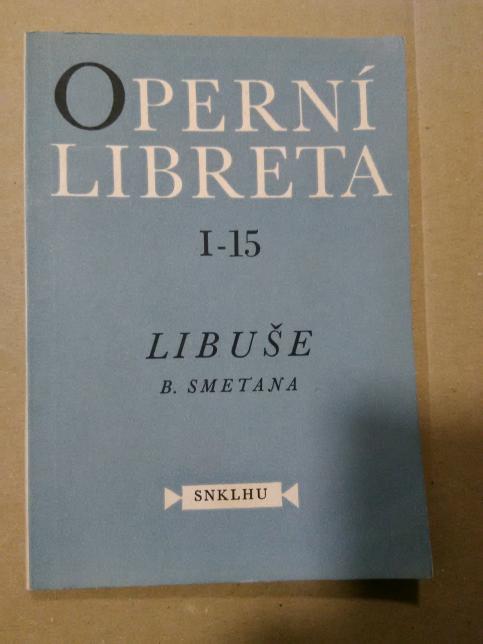 OPERNÍ
LIBRETA
I-15
LIBUŠE
B. SMETANA
SNKLHU